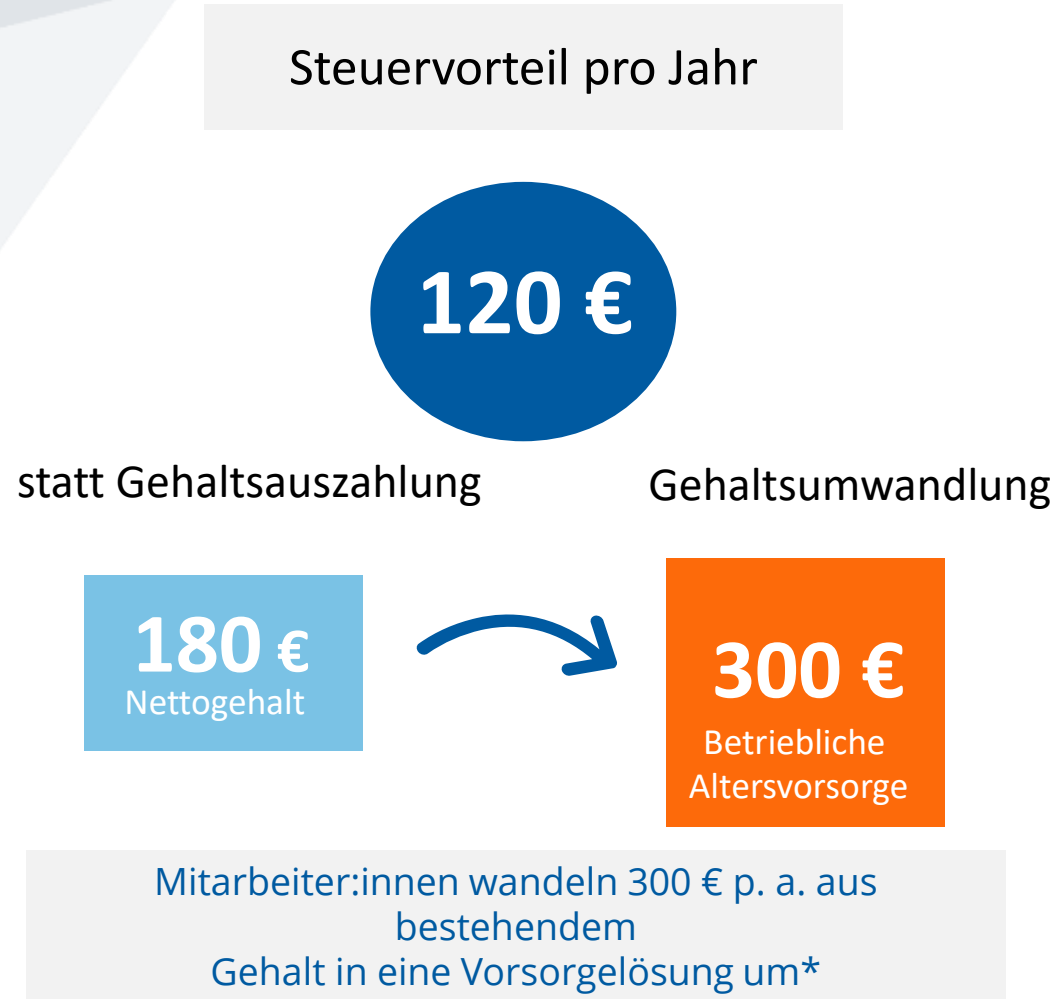 Steuervorteil pro Jahr
120 €
statt Gehaltsauszahlung
Gehaltsumwandlung
180 €
Nettogehalt
300 €
Betriebliche
Altersvorsorge
Mitarbeiter:innen wandeln 300 € p. a. aus
bestehendem
Gehalt in eine Vorsorgelösung um*